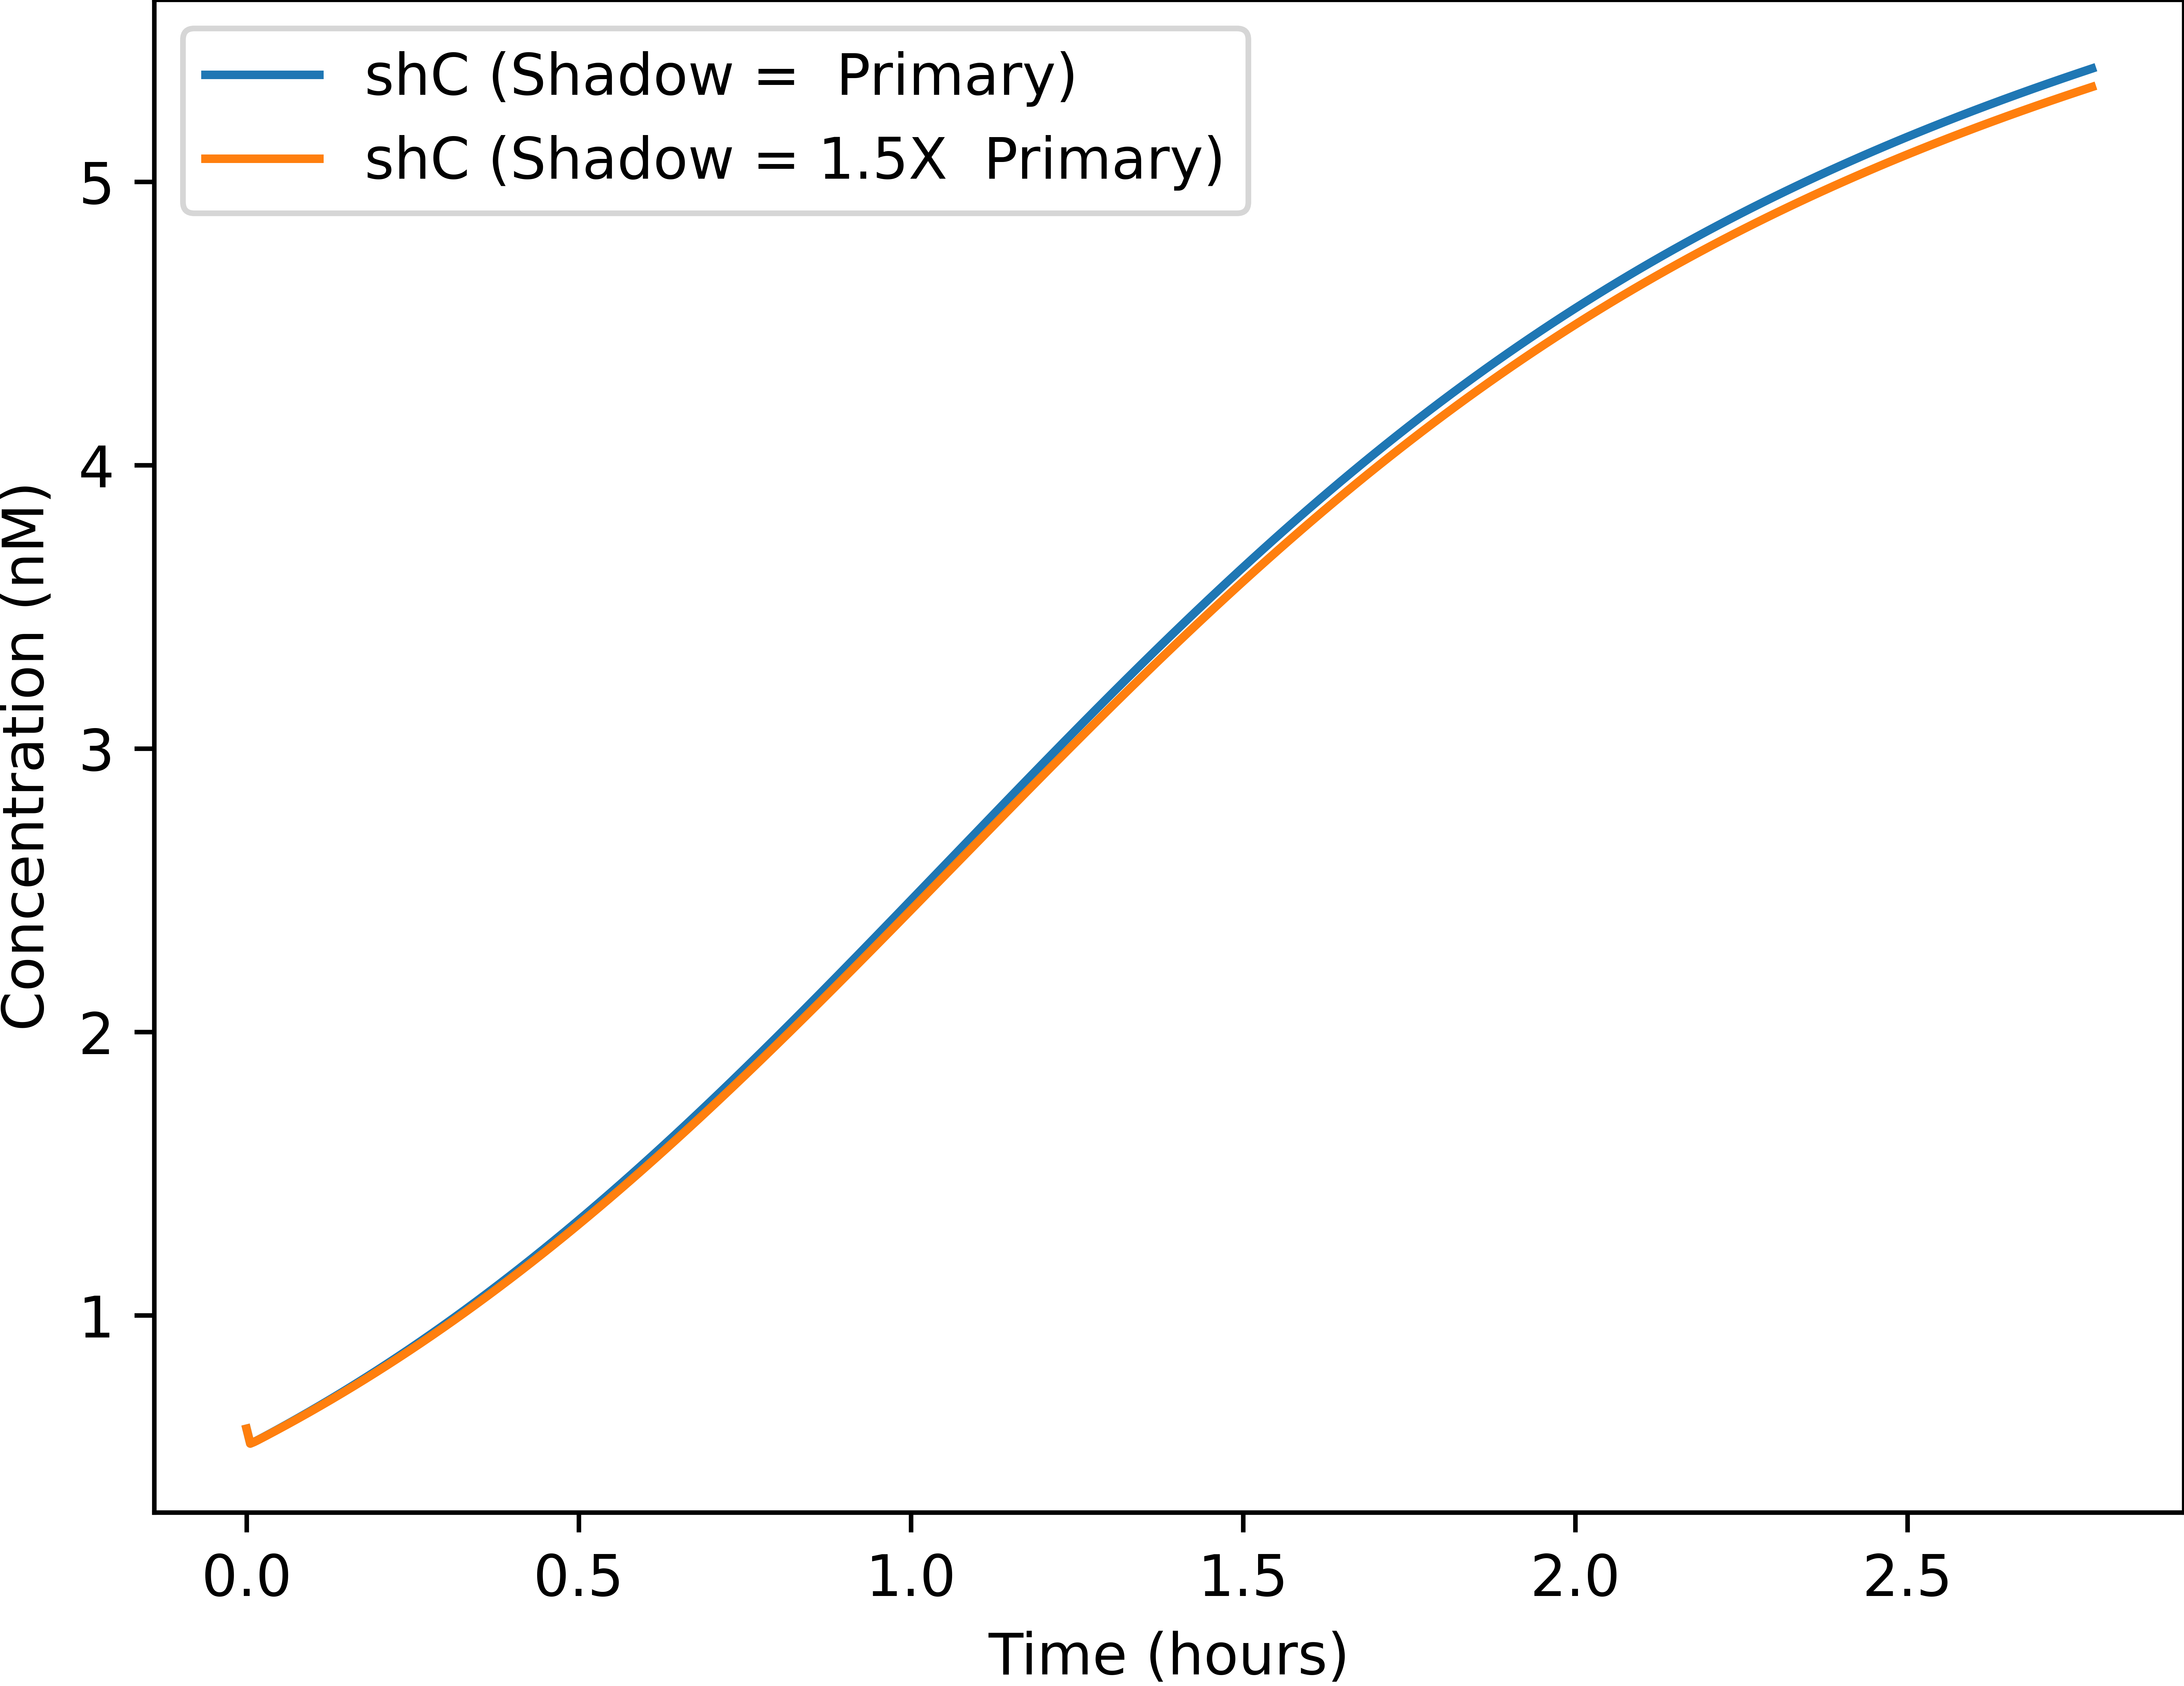 shC (Shadow =  Primary)
shC (Shadow = 1.5X  Primary)
5
4
3
2
1
Concentration (nM)
0.0 0.5 1.0 1.5 2.0 2.5
Time (hours)